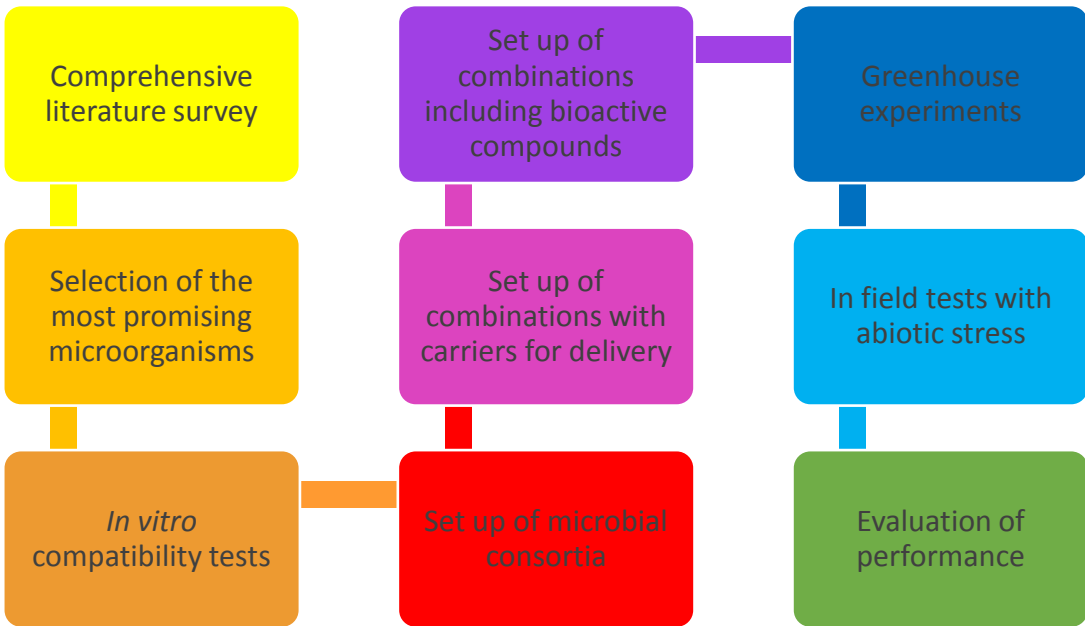 Comprehensive
literature survey
Selection of the
most promising
microorganisms
In vitro
compatibility tests
Set up of microbial
consortia
Set up of
combinations with
carriers for delivery
Set up of
combinations
including bioactive
compounds
Greenhouse
experiments
In field tests with
abiotic stress
Evaluation of
performance